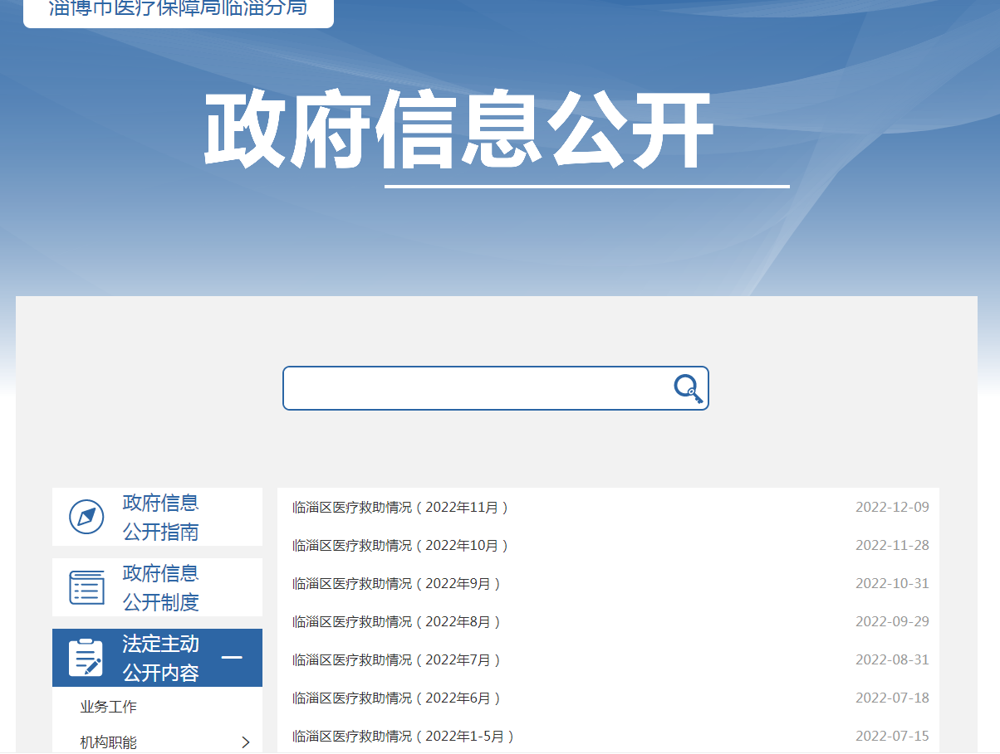 淄博市医疗保障局临淄分局
政府信息公开
政府信息
公开指南
政府信息
公开制度
法定主动
公开内容
业务工作
机构职能
临淄区医疗救助情况（2022年11月） 2022-12-09
临淄区医疗救助情况（2022年10月） 2022-11-28
临淄区医疗救助情况（2022年9月） 2022-10-31
临淄区医疗救助情况（2022年8月） 2022-09-29
临淄区医疗救助情况（2022年7月） 2022-08-31
临淄区医疗救助情况（2022年6月） 2022-07-18
临淄区医疗救助情况（2022年1-5月） 2022-07-15